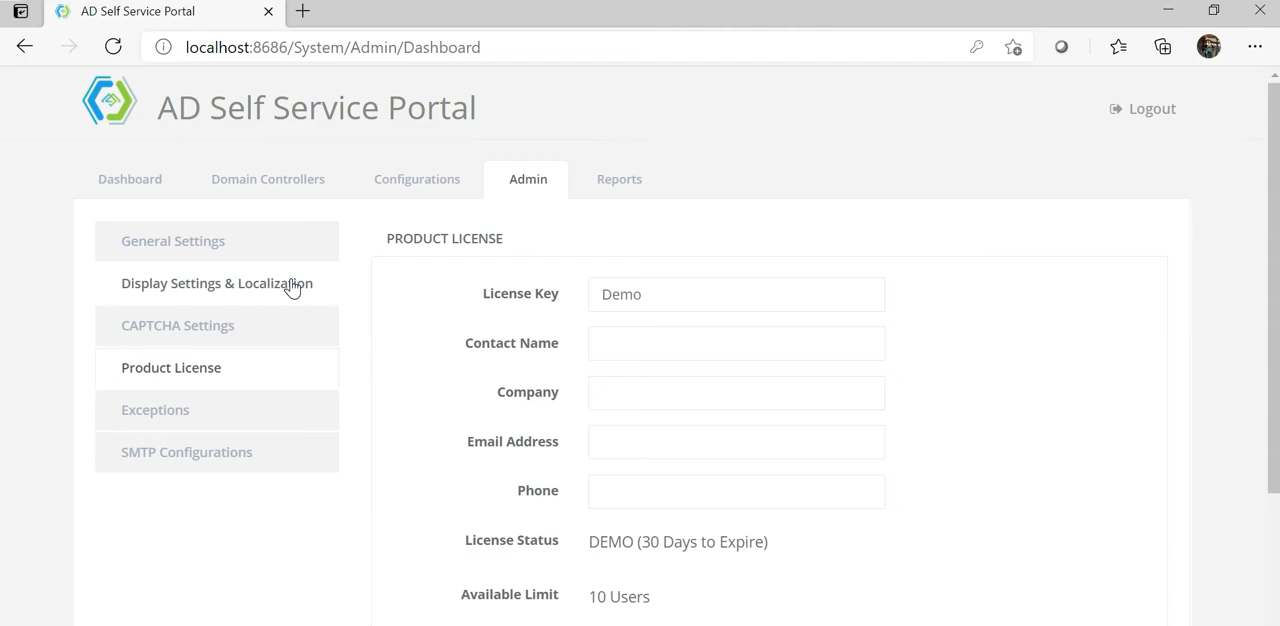 AD Self Service Portal
localhost:8686/System/Admin/Dashboard
AD Self Service Portal
Logout
Dashboard
Domain Controllers
Configurations
Admin
Reports
General Settings
Display Settings & Localization
CAPTCHA Settings
Product License
Exceptions
SMTP Configurations
PRODUCT LICENSE
License Key
Demo
Contact Name
Company
Email Address
Phone
License Status
DEMO (30 Days to Expire)
Available Limit
10 Users